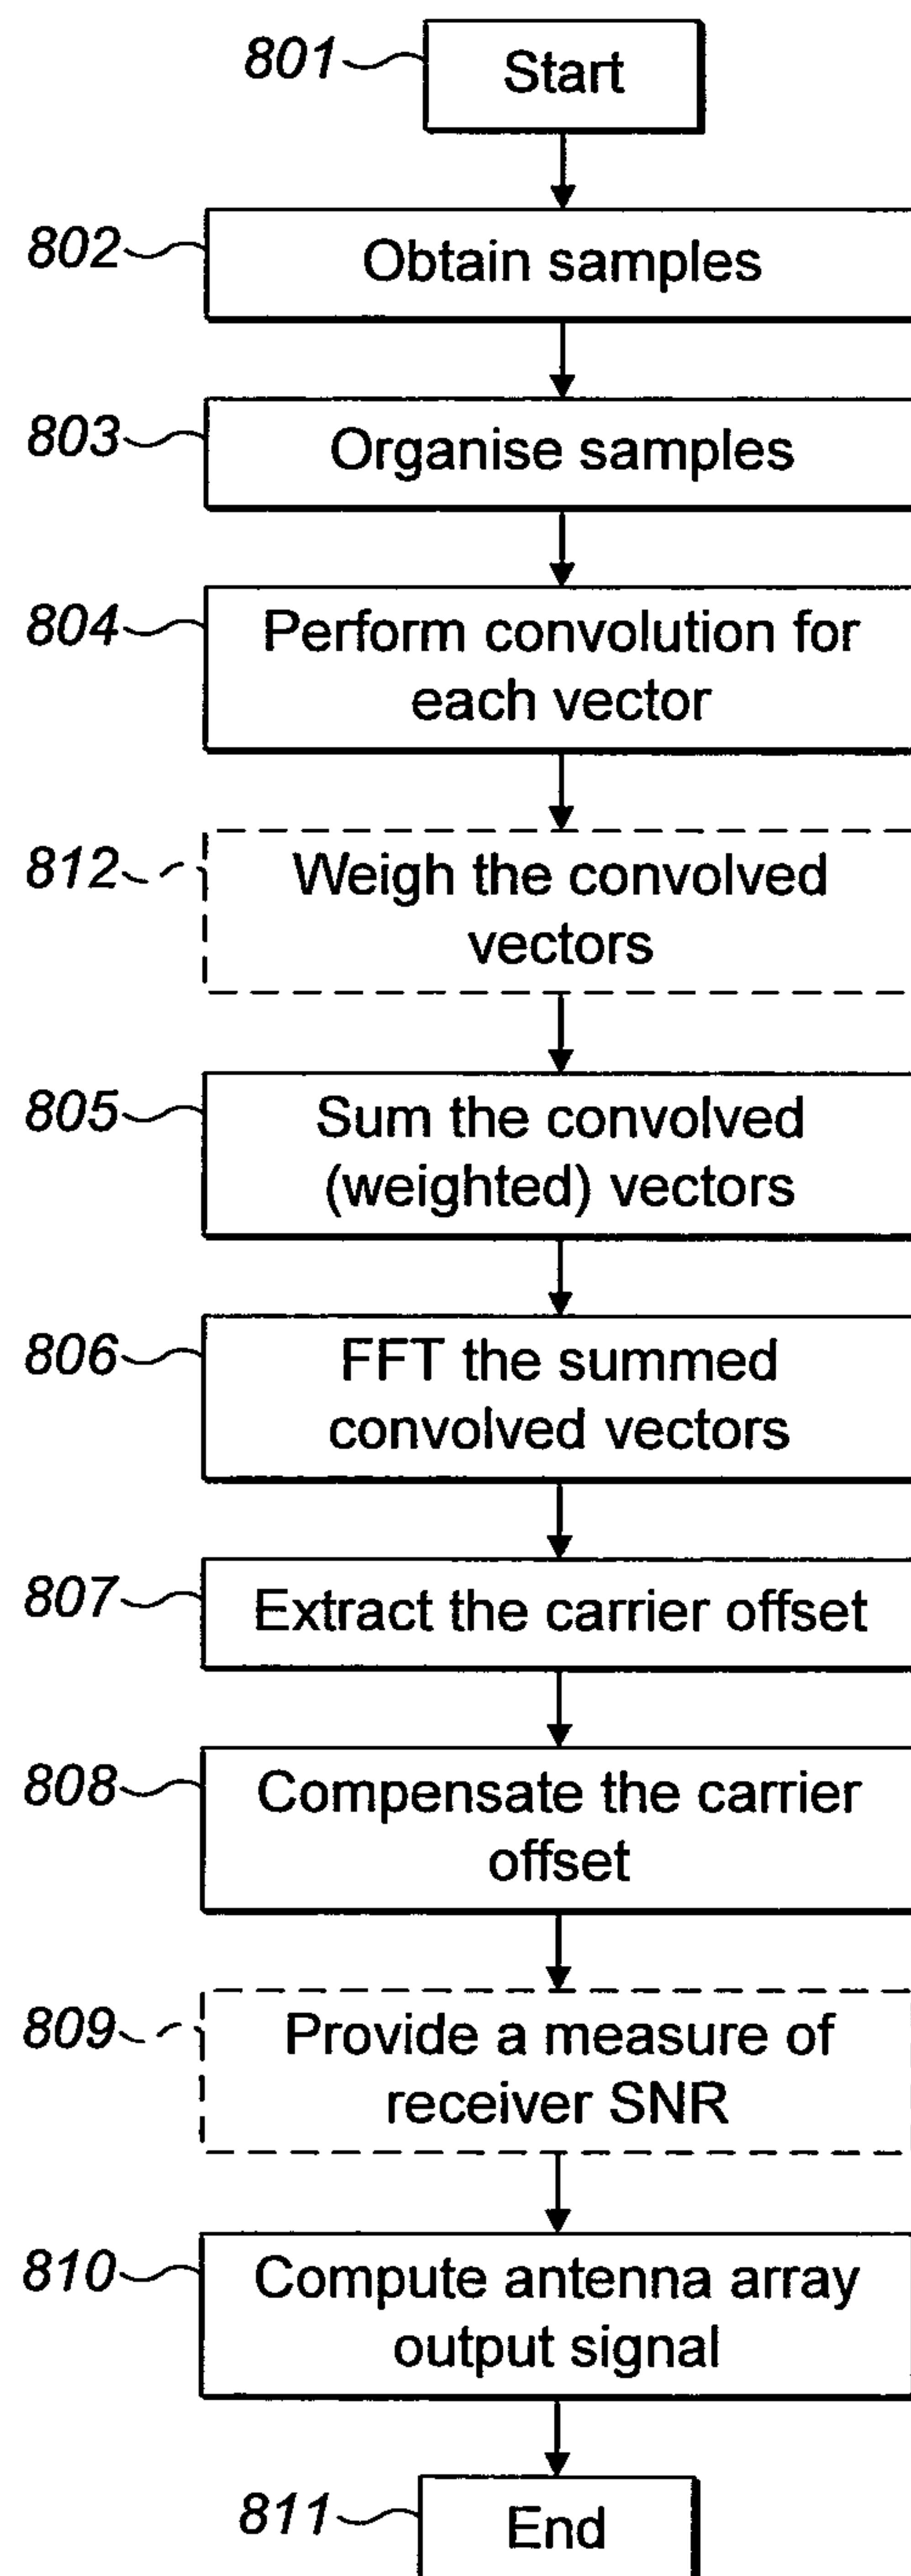 801 Start
802 Obtain samples
803 Organise samples
804 Perform convolution for
each vector
812 Weigh the convolved
vectors
805 Sum the convolved
(weighted) vectors
806 FFT the summed
convolved vectors
807 Extract the carrier offset
808 Compensate the carrier
offset
809 Provide a measure of
receiver SNR
810 Compute antenna array
output signal
811 End